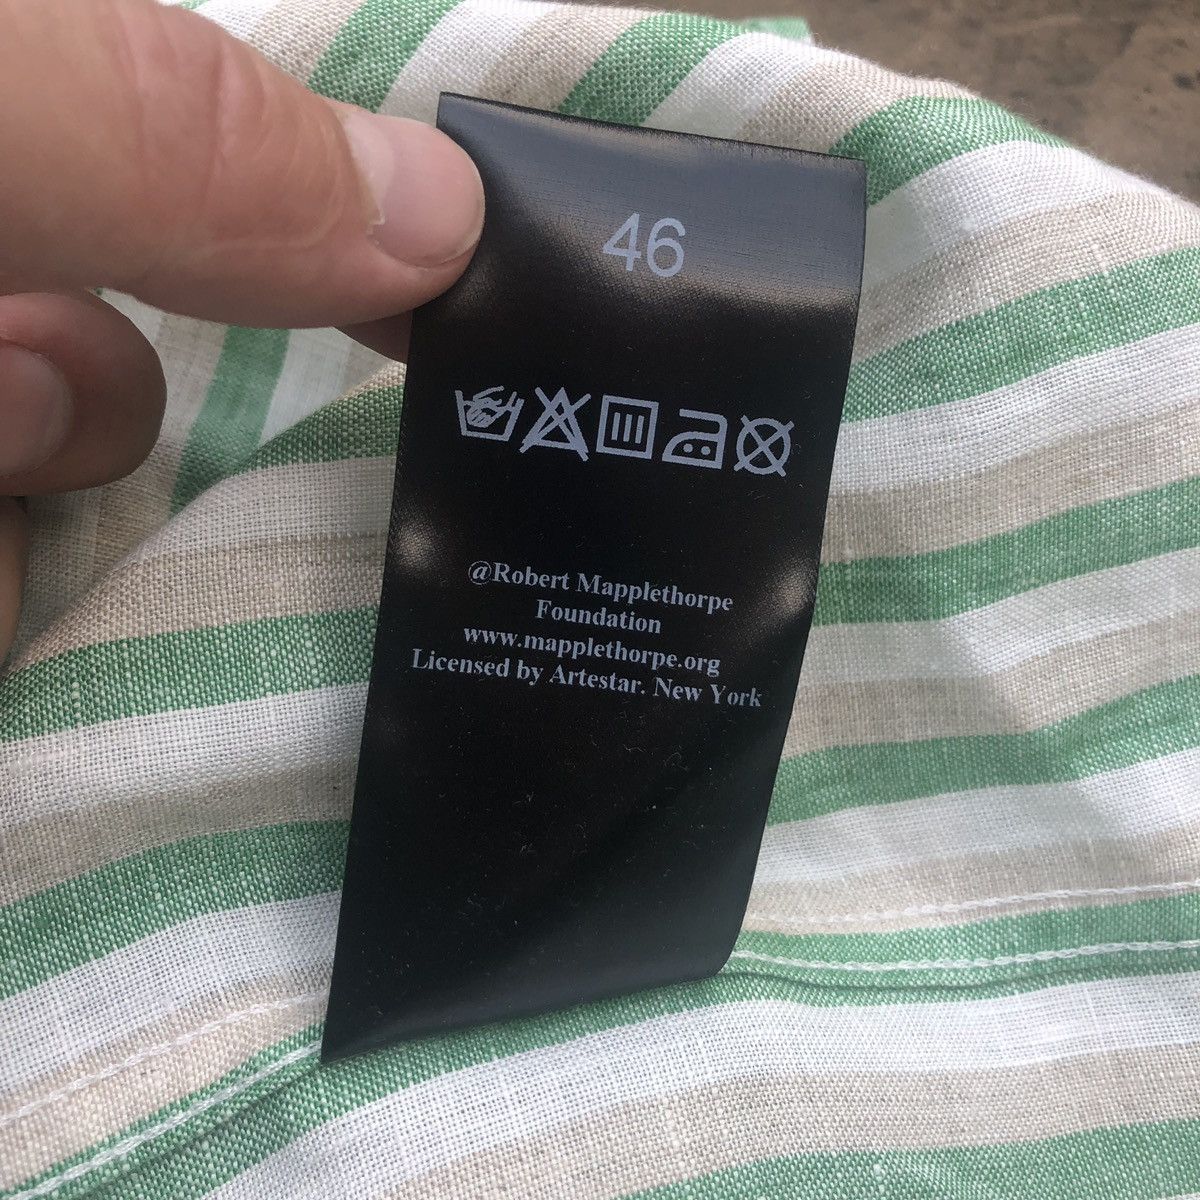 46
@Robert Mapplethorpe
Foundation
www.mapplethorpe.org
Licensed by Artestar. New York